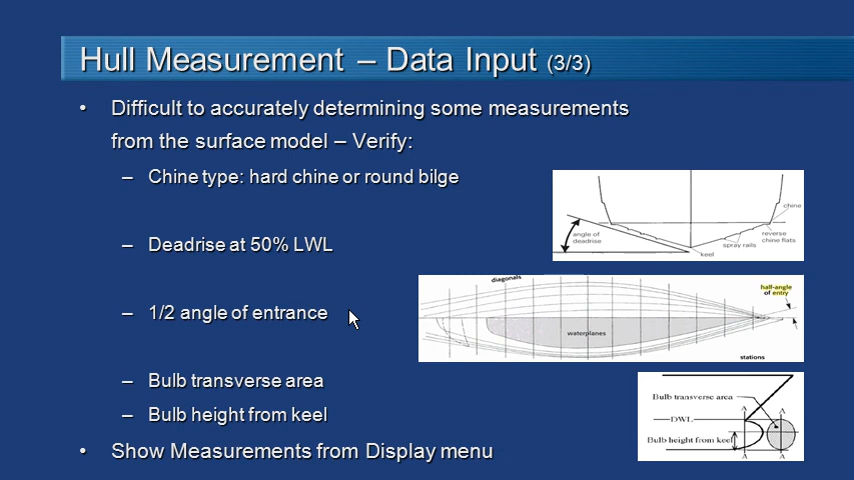 Hull Measurement – Data Input (3/3)
• Difficult to accurately determining some measurements
from the surface model – Verify:
– Chine type: hard chine or round bilge
chine
angle of
deadrise
reverse
chine flats
spray rails
keel
– Deadrise at 50% LWL
diagonals
half-angle
of entry
– 1/2 angle of entrance
waterplanes
stations
– Bulb transverse area
– Bulb height from keel
Bulb transverse area
A A
DWL
Bulb height from keel
A A
• Show Measurements from Display menu